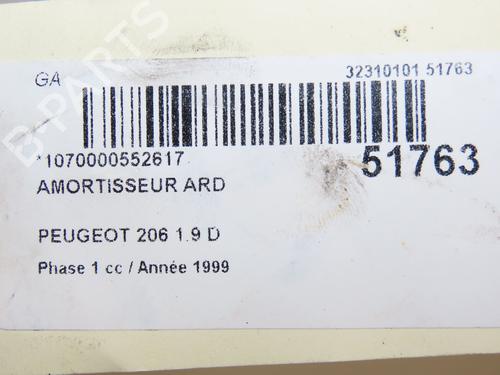 B-PARTS
GA
32310101 51763
*1070000552617
51763
AMORTISSEUR ARD
PEUGEOT 206 1.9 D
Phase 1 cc / Année 1999